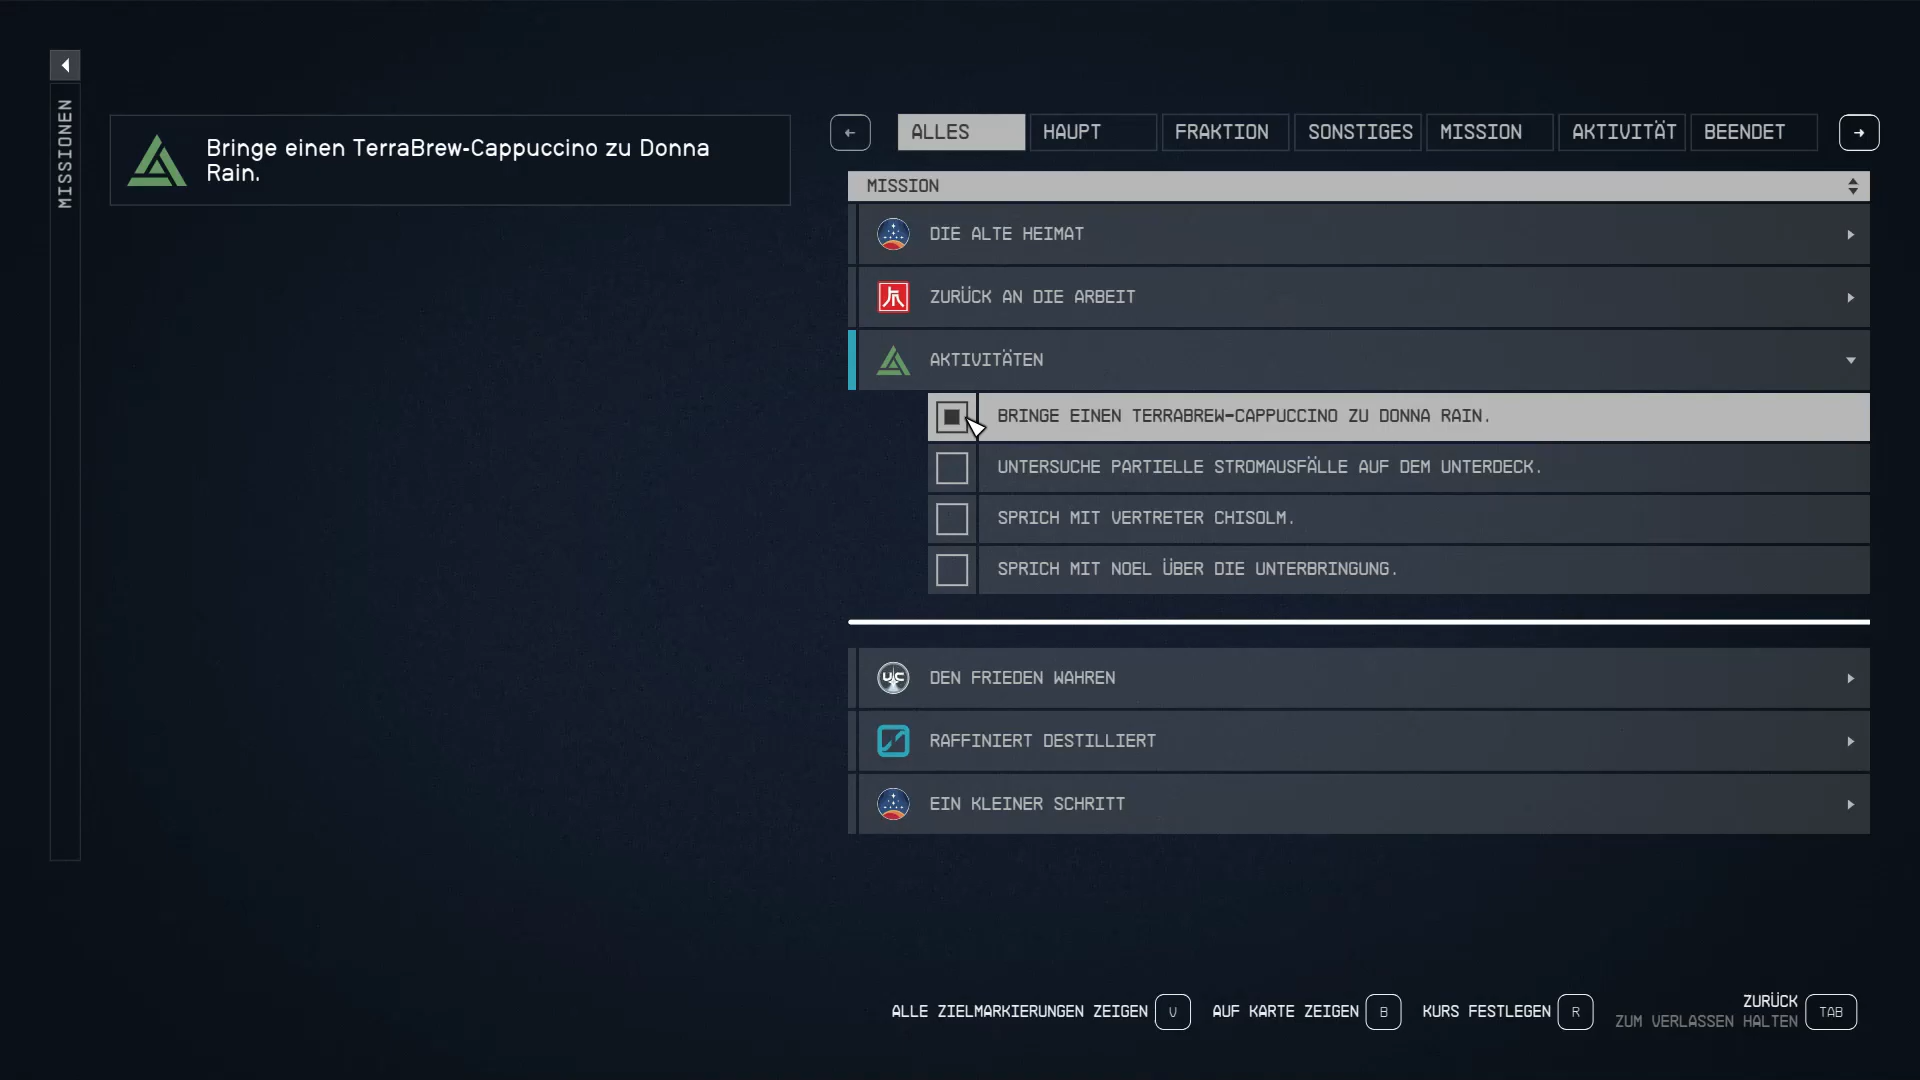 MISSIONEN
Bringe einen TerraBrew-Cappuccino zu Donna
Rain.
ALLES HAUPT FRAKTION SONSTIGES MISSION AKTIVITÄT BEENDET
MISSION
DIE ALTE HEIMAT
ZURÜCK AN DIE ARBEIT
AKTIVITÄTEN
BRINGE EINEN TERRABREW-CAPPUCCINO ZU DONNA RAIN.
UNTERSUCHE PARTIELLE STROMAUSFÄLLE AUF DEM UNTERDECK.
SPRICH MIT VERTRETER CHISOLM.
SPRICH MIT NOEL ÜBER DIE UNTERBRINGUNG.
UC DEN FRIEDEN WAHREN
RAFFINIERT DESTILLIERT
EIN KLEINER SCHRITT
ALLE ZIELMARKIERUNGEN ZEIGEN V AUF KARTE ZEIGEN B KURS FESTLEGEN R ZURÜCK
ZUM VERLASSEN HALTEN TAB